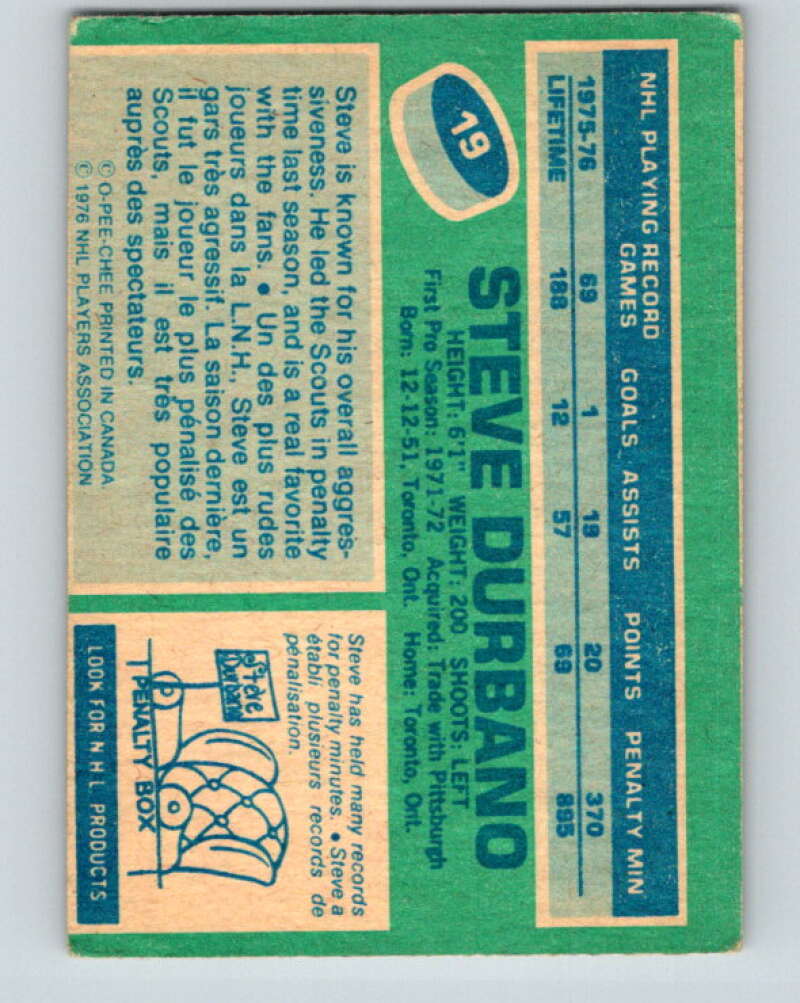 19
NHL PLAYING RECORD
GAMES GOALS ASSISTS POINTS PENALTY MIN
1975-76 69 1 19 20 370
LIFETIME 188 12 57 69 895
STEVE DURBANO
HEIGHT: 6'1" WEIGHT: 200 SHOOTS: LEFT
First Pro Season: 1971-72 Acquired: Trade with Pittsburgh
Born: 12-12-51, Toronto, Ont. Home: Toronto, Ont.
Steve is known for his overall aggres-
siveness. He led the Scouts in penalty
time last season, and is a real favorite
with the fans. • Un des plus rudes
joueurs dans la L.N.H., Steve est un
gars très agressif. La saison dernière,
il fut le joueur le plus pénalisé des
Scouts, mais il est très populaire
auprès des spectateurs.
© O-PEE-CHEE PRINTED IN CANADA
© 1976 NHL PLAYERS ASSOCIATION
Steve has held many records
for penalty minutes. • Steve a
établi plusieurs records de
pénalisation.
Steve
Durbano
PENALTY BOX
LOOK FOR N H L PRODUCTS